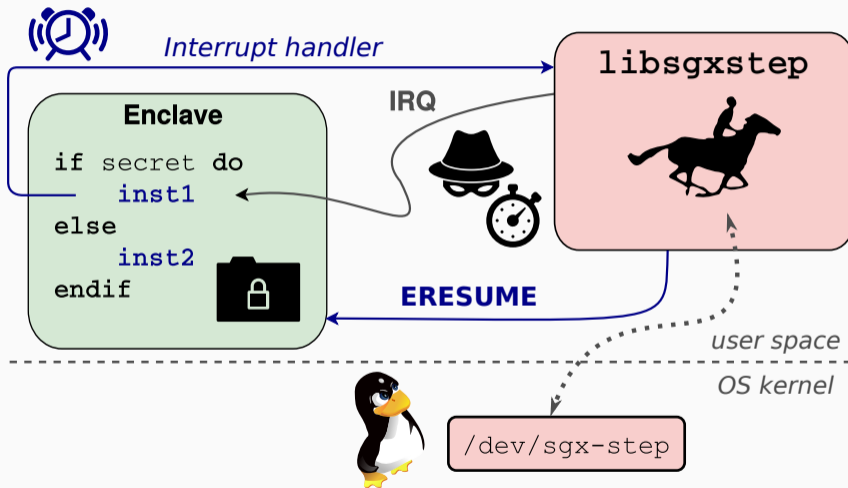 Interrupt handler
libsgxstep
IRQ
Enclave
if secret do
inst1
else
inst2
endif
ERESUME
user space
OS kernel
/dev/sgx-step